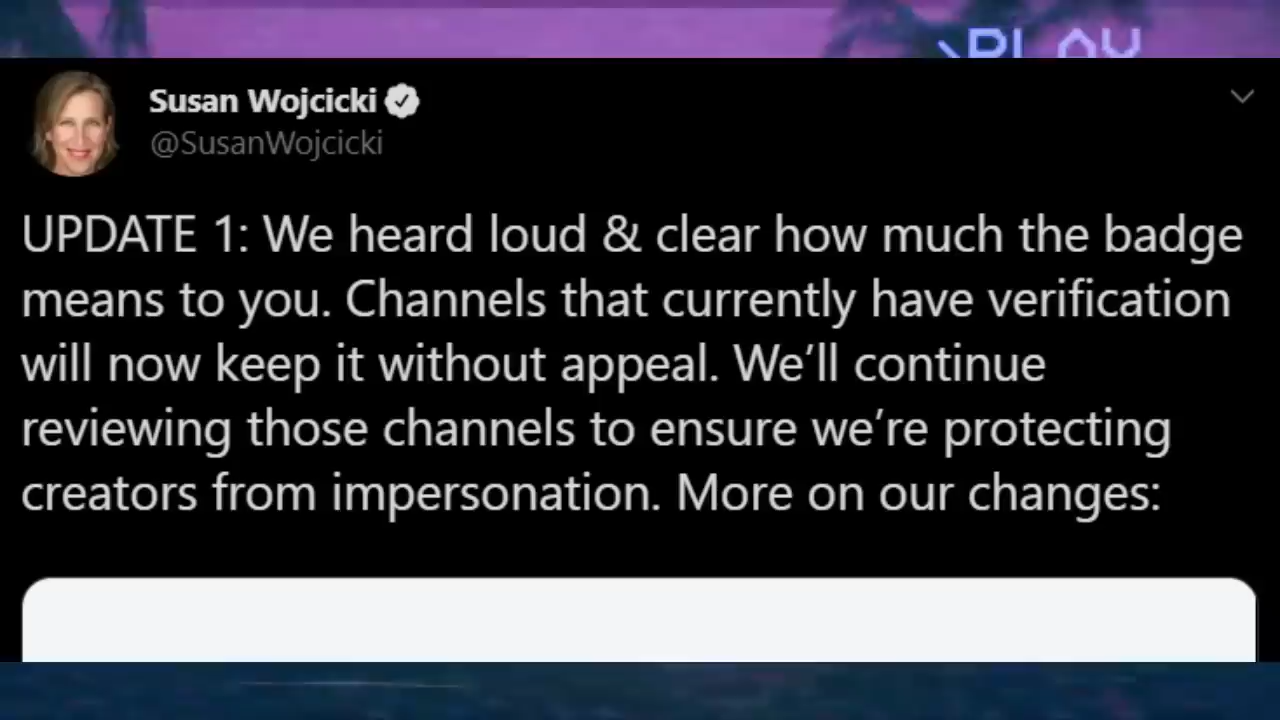 PLAY
Susan Wojcicki
@SusanWojcicki
UPDATE 1: We heard loud & clear how much the badge
means to you. Channels that currently have verification
will now keep it without appeal. We’ll continue
reviewing those channels to ensure we’re protecting
creators from impersonation. More on our changes: